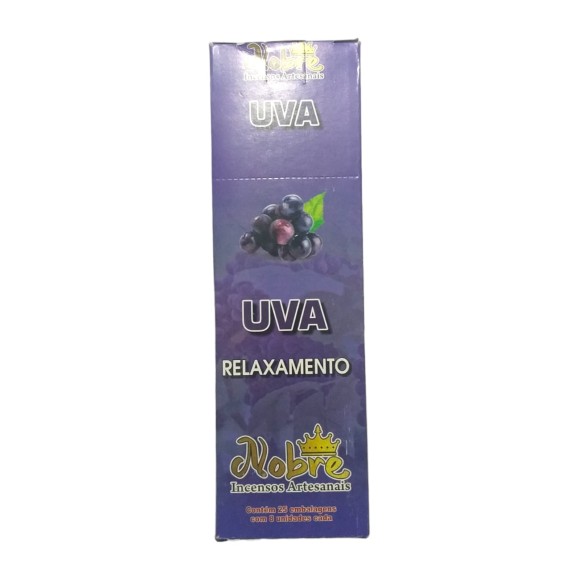 Nobre
Incensos Artesanais
UVA
UVA
RELAXAMENTO
Nobre
Incensos Artesanais
Contém 25 embalagens
com 8 unidades cada